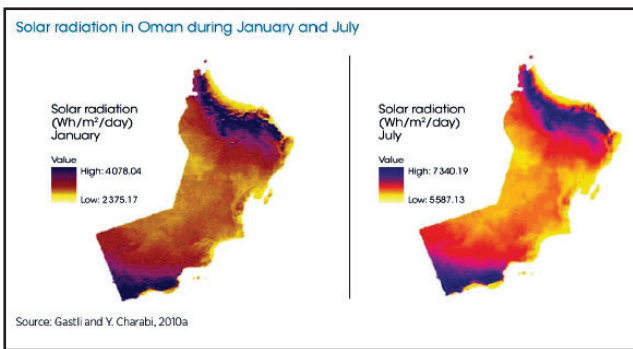 Solar radiation in Oman during January and July
Solar radiation
(Wh/m²/day)
January
Value
High: 4078.04
Low: 2375.17
Solar radiation
(Wh/m²/day)
July
Value
High: 7340.19
Low: 5587.13
Source: Gastli and Y. Charabi, 2010a